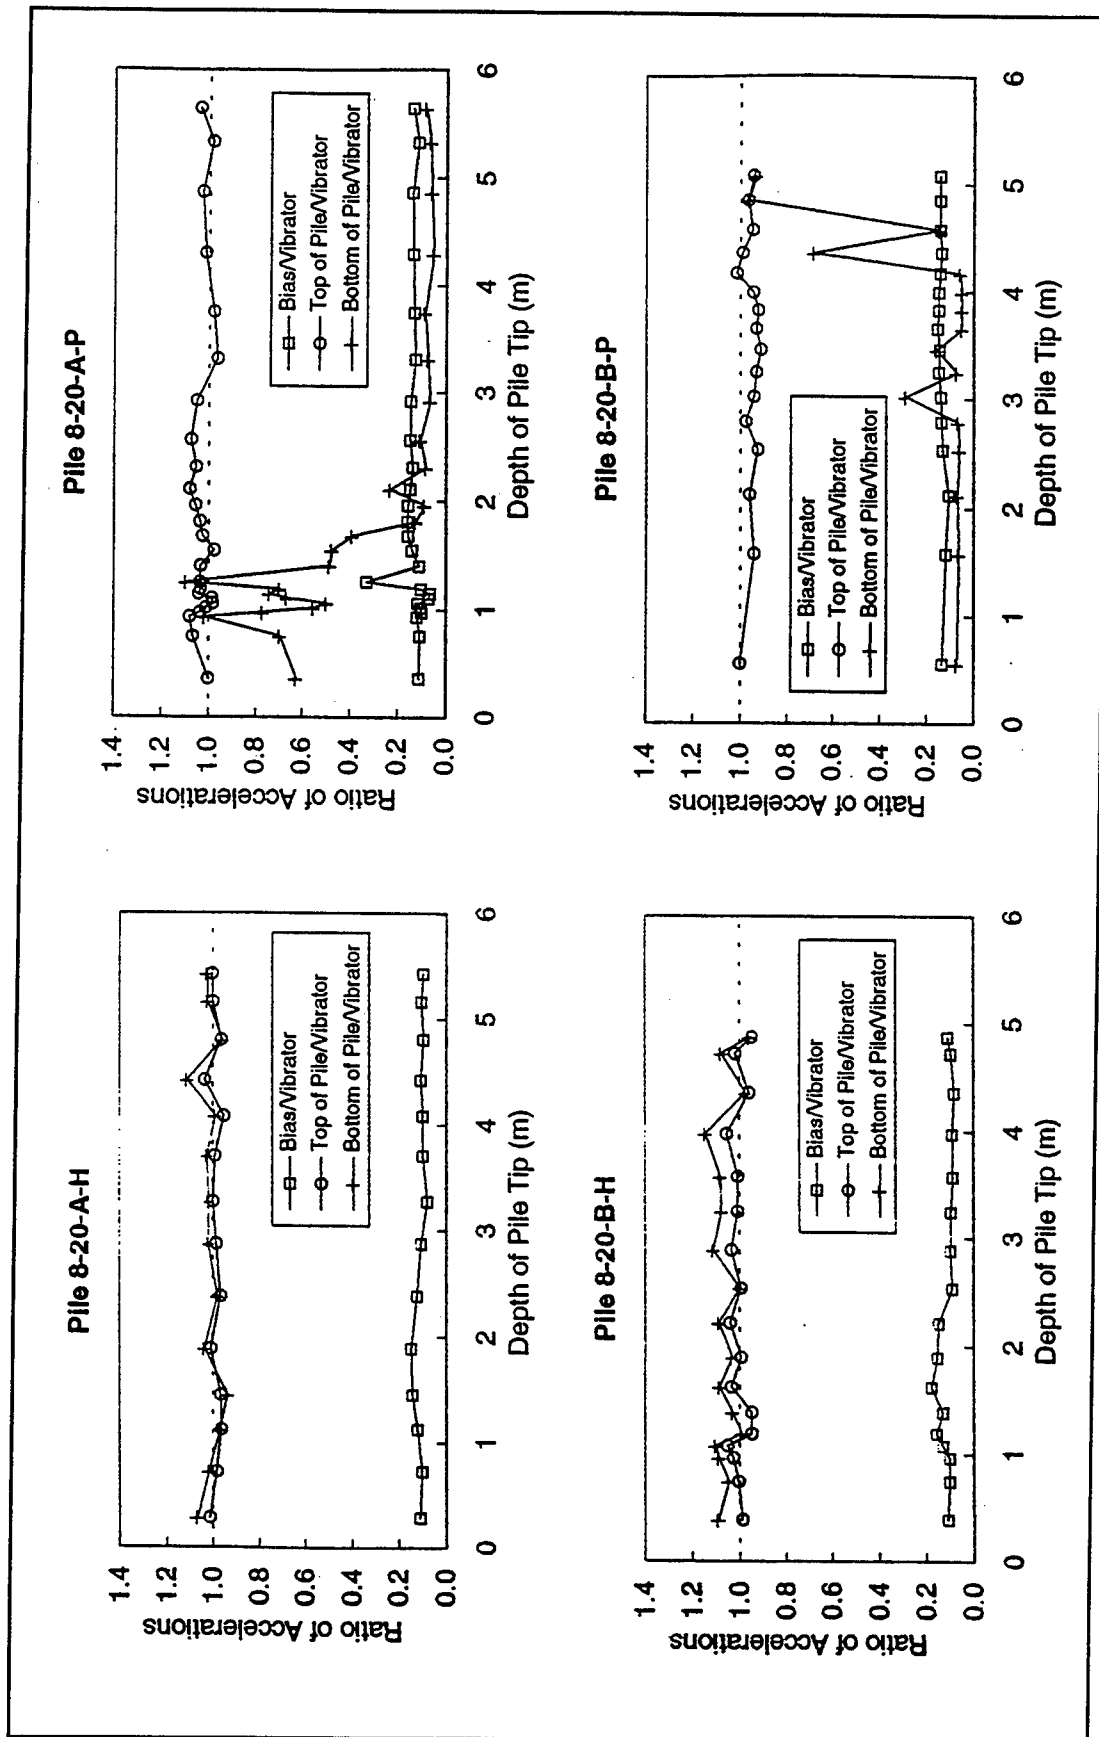 Pile 8-20-A-H
Ratio of Accelerations
1.4
1.2
1.0
0.8
0.6
0.4
0.2
0.0
Bias/Vibrator
Top of Pile/Vibrator
Bottom of Pile/Vibrator
0 1 2 3 4 5 6
Depth of Pile Tip (m)
Pile 8-20-A-P
Ratio of Accelerations
1.4
1.2
1.0
0.8
0.6
0.4
0.2
0.0
Bias/Vibrator
Top of Pile/Vibrator
Bottom of Pile/Vibrator
0 1 2 3 4 5 6
Depth of Pile Tip (m)
Pile 8-20-B-H
Ratio of Accelerations
1.4
1.2
1.0
0.8
0.6
0.4
0.2
0.0
Bias/Vibrator
Top of Pile/Vibrator
Bottom of Pile/Vibrator
0 1 2 3 4 5 6
Depth of Pile Tip (m)
Pile 8-20-B-P
Ratio of Accelerations
1.4
1.2
1.0
0.8
0.6
0.4
0.2
0.0
Bias/Vibrator
Top of Pile/Vibrator
Bottom of Pile/Vibrator
0 1 2 3 4 5 6
Depth of Pile Tip (m)